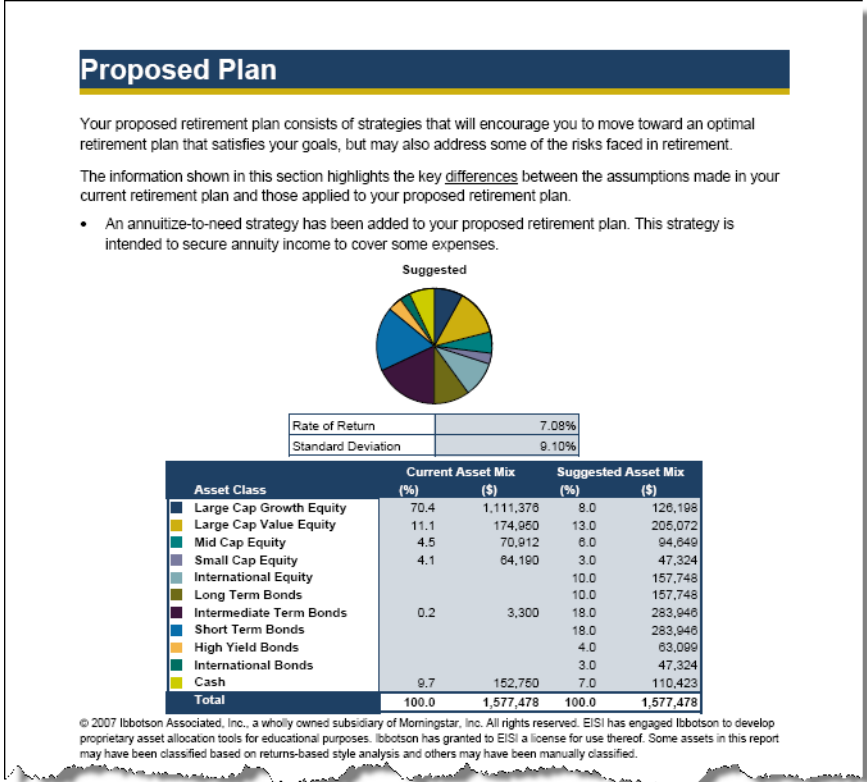 Proposed Plan
Your proposed retirement plan consists of strategies that will encourage you to move toward an optimal
retirement plan that satisfies your goals, but may also address some of the risks faced in retirement.
The information shown in this section highlights the key differences between the assumptions made in your
current retirement plan and those applied to your proposed retirement plan.
• An annuitize-to-need strategy has been added to your proposed retirement plan. This strategy is
intended to secure annuity income to cover some expenses.
Suggested
Rate of Return 7.08%
Standard Deviation 9.10%
Current Asset Mix Suggested Asset Mix
Asset Class (%) ($) (%) ($)
Large Cap Growth Equity 70.4 1,111,376 8.0 126,198
Large Cap Value Equity 11.1 174,950 13.0 205,072
Mid Cap Equity 4.5 70,912 6.0 94,649
Small Cap Equity 4.1 64,190 3.0 47,324
International Equity 10.0 157,748
Long Term Bonds 10.0 157,748
Intermediate Term Bonds 0.2 3,300 18.0 283,946
Short Term Bonds 18.0 283,946
High Yield Bonds 4.0 63,099
International Bonds 3.0 47,324
Cash 9.7 152,750 7.0 110,423
Total 100.0 1,577,478 100.0 1,577,478
© 2007 Ibbotson Associated, Inc., a wholly owned subsidiary of Morningstar, Inc. All rights reserved. EISI has engaged Ibbotson to develop
proprietary asset allocation tools for educational purposes. Ibbotson has granted to EISI a license for use thereof. Some assets in this report
may have been classified based on returns-based style analysis and others may have been manually classified.